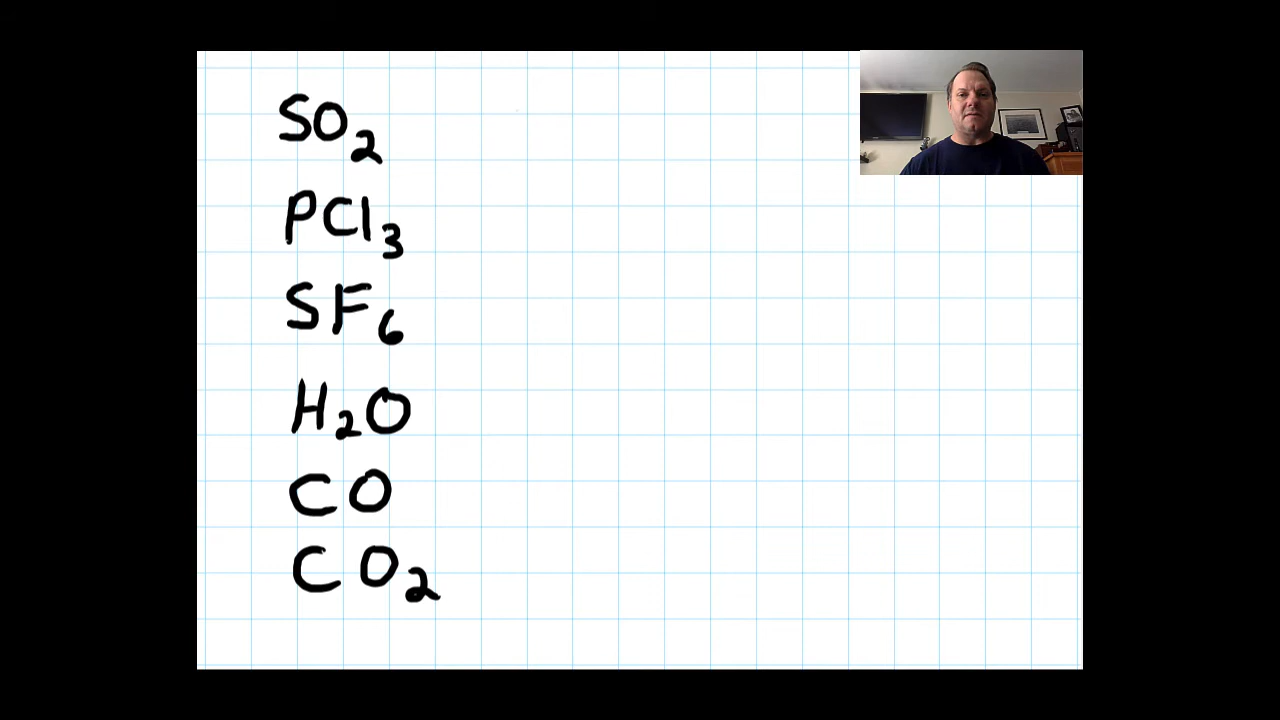 SO₂
PCl₃
SF₆
H₂O
CO
CO₂